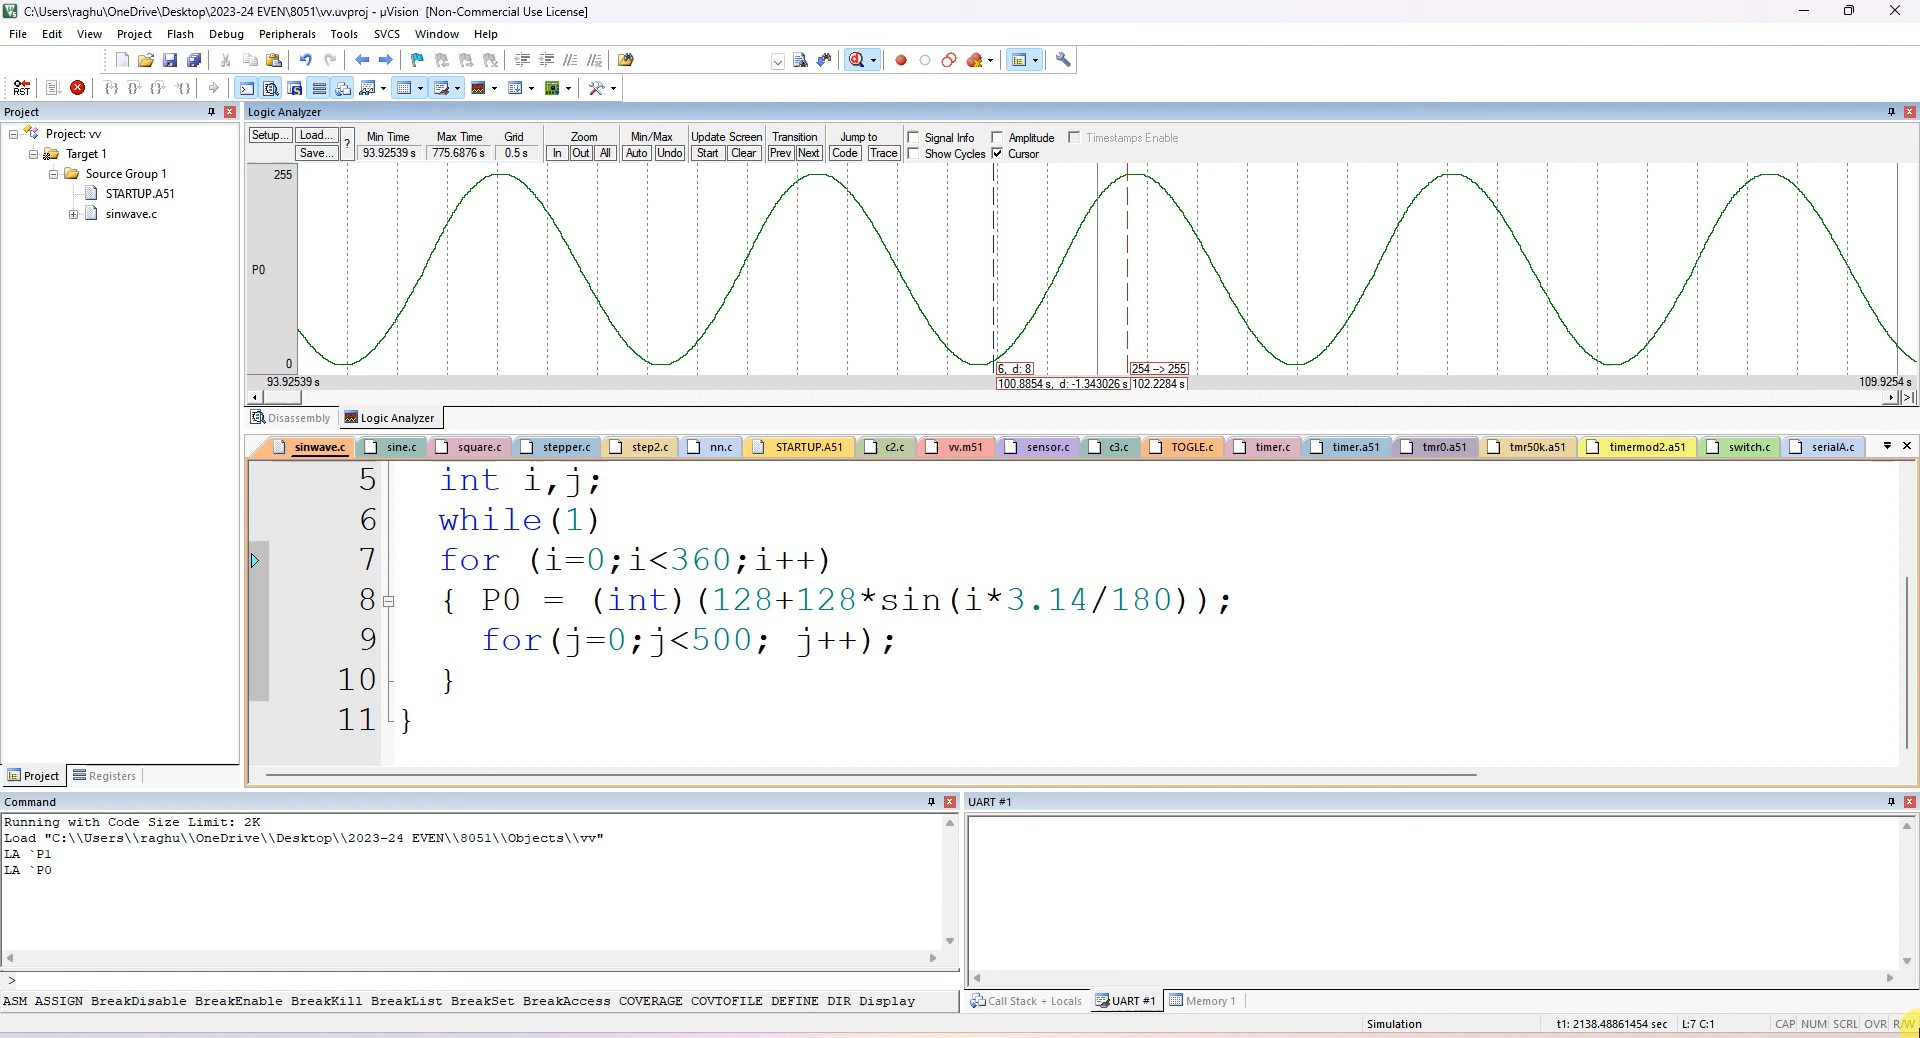 C:\Users\raghu\OneDrive\Desktop\2023-24 EVEN\8051\vv.uvproj - µVision [Non-Commercial Use License]
File Edit View Project Flash Debug Peripherals Tools SVCS Window Help
RST
Project
Project: vv
Target 1
Source Group 1
STARTUP.A51
sinwave.c
Project Registers
Logic Analyzer
Setup... Load... ? Min Time Max Time Grid Zoom Min/Max Update Screen Transition Jump to Signal Info Amplitude Timestamps Enable
Save... 93.92539 s 775.6876 s 0.5 s In Out All Auto Undo Start Clear Prev Next Code Trace Show Cycles Cursor
255
P0
0
6, d: 8 254 --> 255
100.8854 s, d: -1.343026 s 102.2284 s
93.92539 s 109.9254 s
Disassembly Logic Analyzer
sinwave.c sine.c square.c stepper.c step2.c nn.c STARTUP.A51 c2.c vv.m51 sensor.c c3.c TOGLE.c timer.c timer.a51 tmr0.a51 tmr50k.a51 timermod2.a51 switch.c serialA.c
5 int i,j;
6 while(1)
7 for (i=0;i<360;i++)
8 { P0 = (int)(128+128*sin(i*3.14/180));
9 for(j=0;j<500; j++);
10 }
11 }
Command
Running with Code Size Limit: 2K
Load "C:\\Users\\raghu\\OneDrive\\Desktop\\2023-24 EVEN\\8051\\Objects\\vv"
LA `P1
LA `P0
>
ASM ASSIGN BreakDisable BreakEnable BreakKill BreakList BreakSet BreakAccess COVERAGE COVTOFILE DEFINE DIR Display
UART #1
Call Stack + Locals UART #1 Memory 1
Simulation t1: 2138.48861454 sec L:7 C:1 CAP NUM SCRL OVR R/W